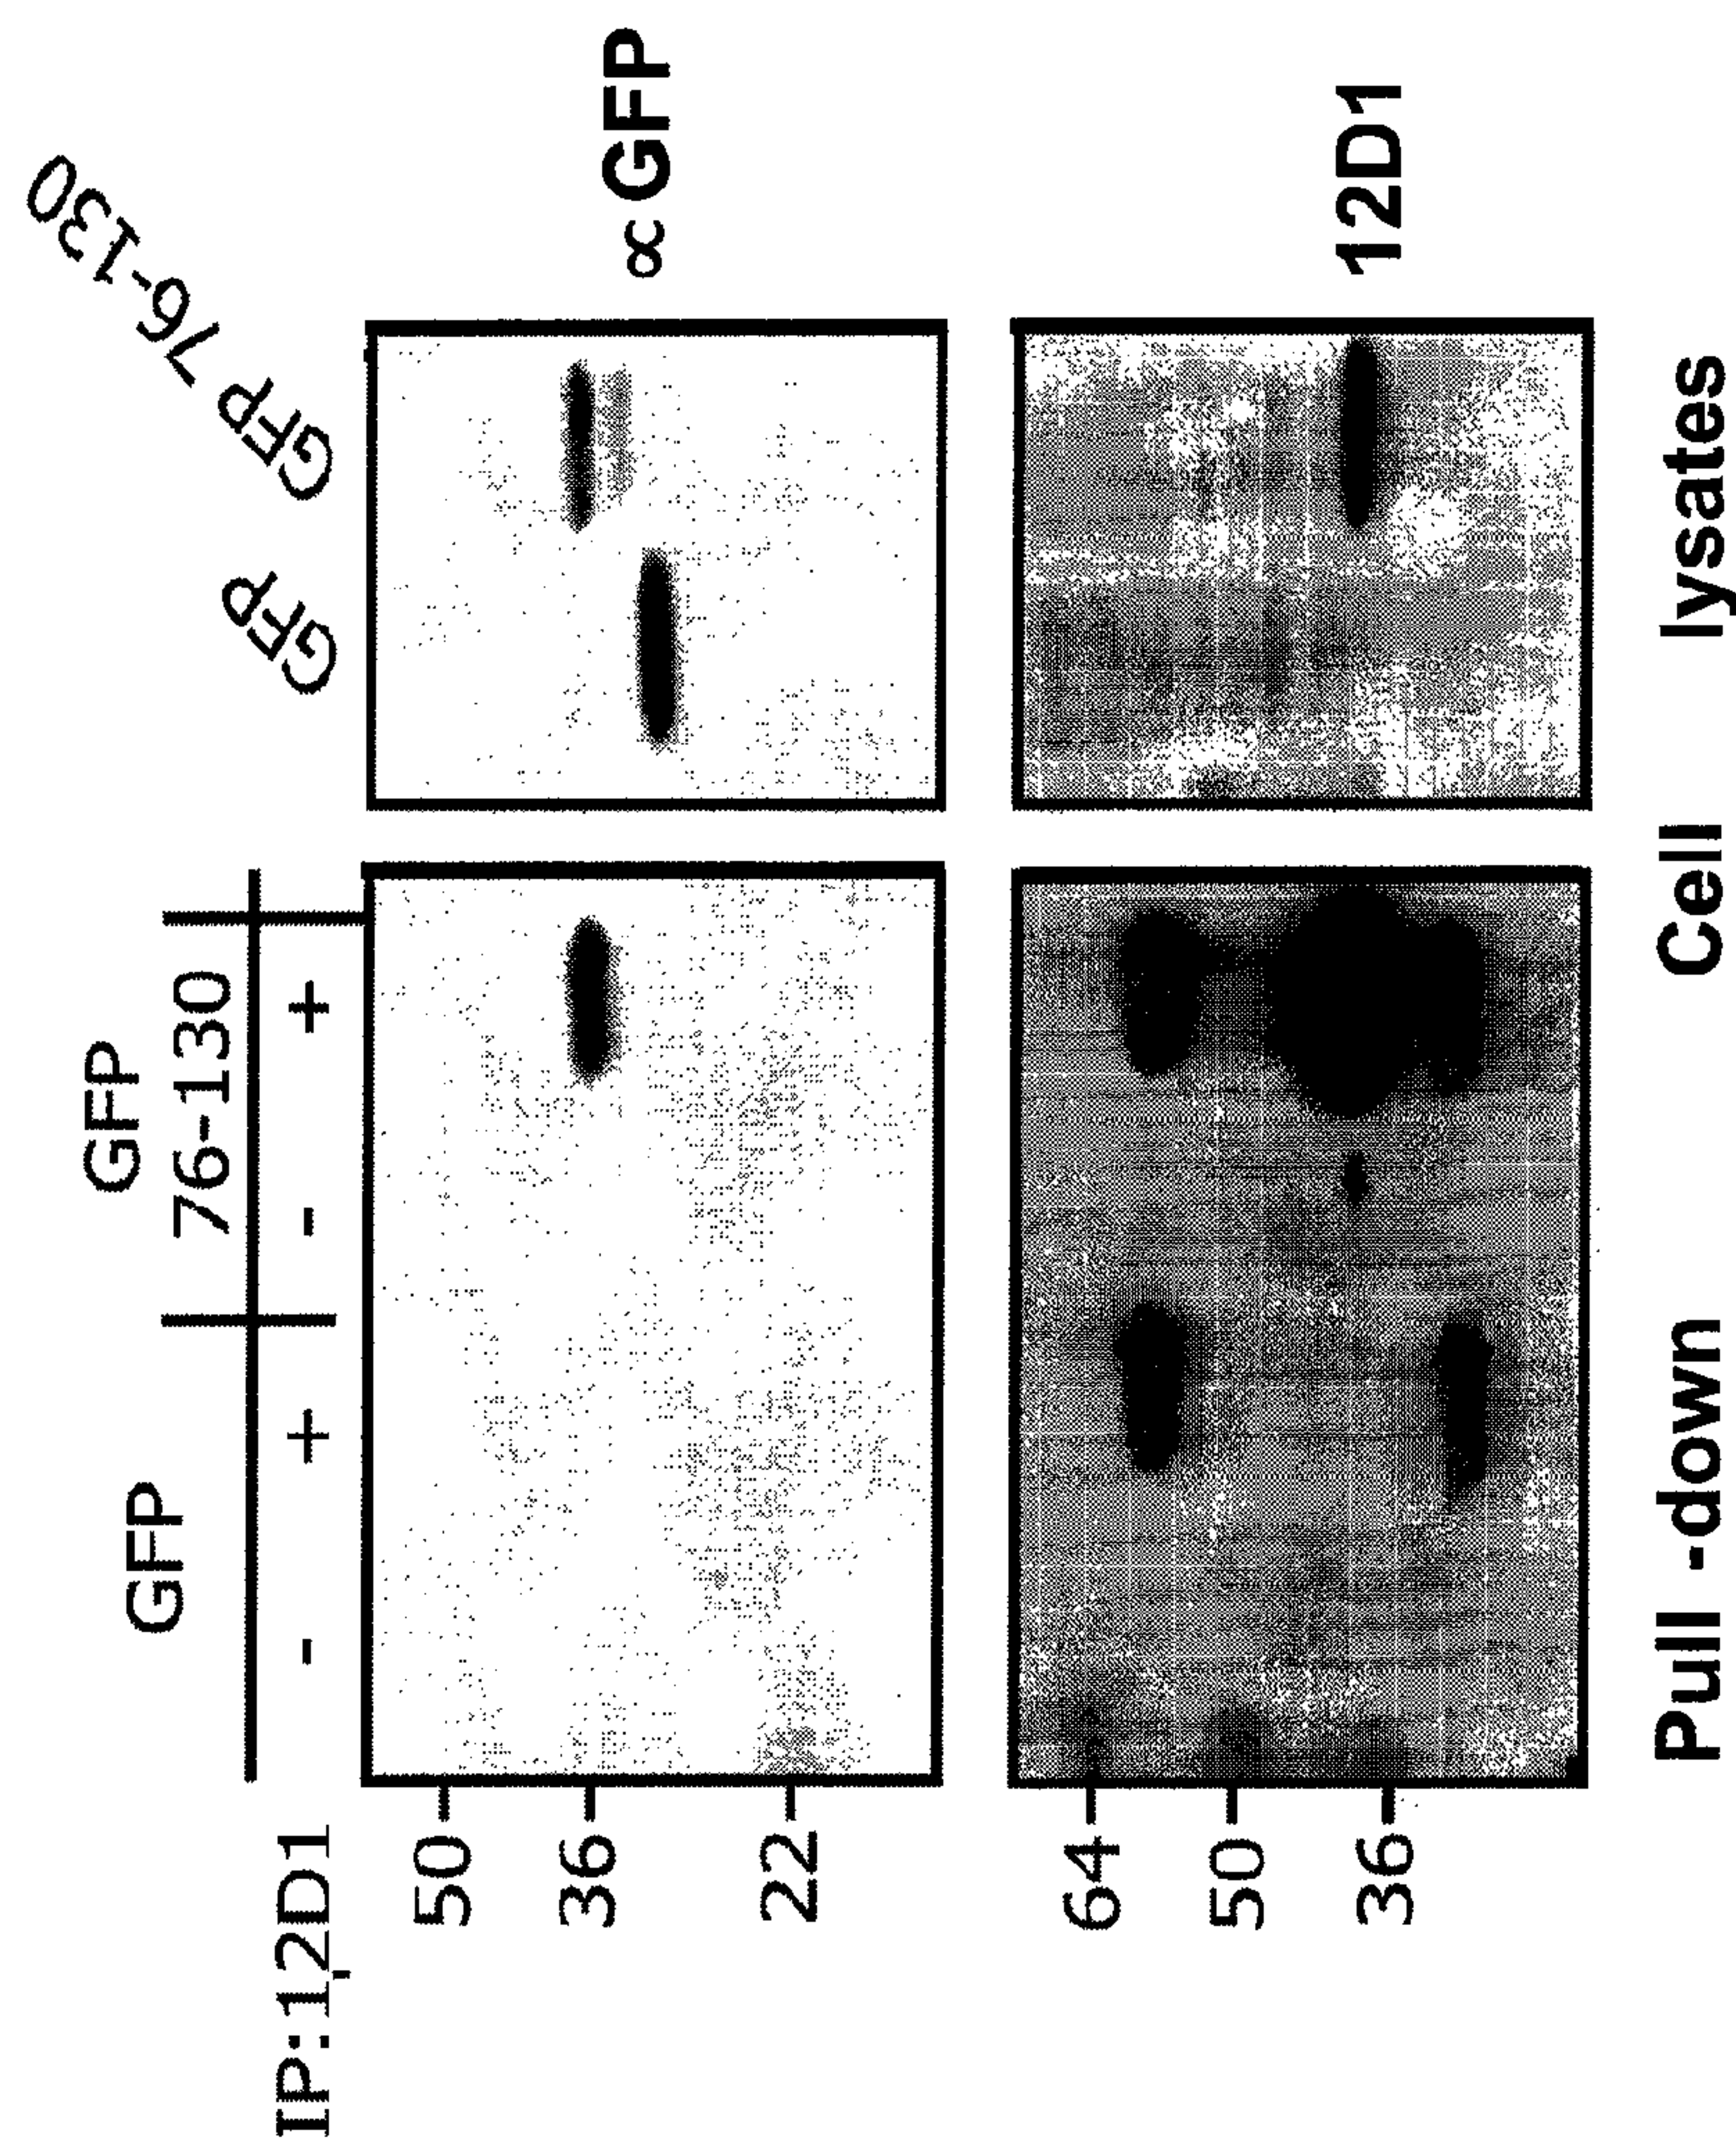 GFP
GFP
76-130
GFP
GFP 76-130
IP:12D1
-
+
-
+
50
36
22
∝ GFP
64
50
36
12D1
Pull -down
Cell lysates